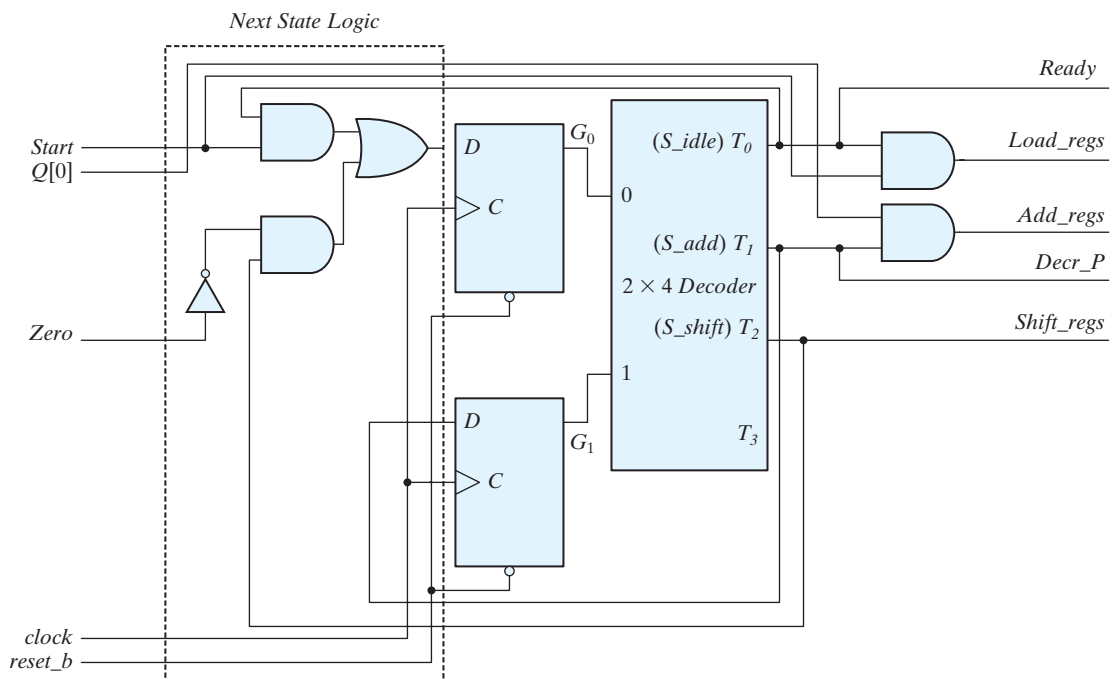 Next State Logic
Ready
Start
Q[0]
D
G0
(S_idle) T0
Load_regs
C
0
Add_regs
(S_add) T1
Decr_P
2 × 4 Decoder
Zero
(S_shift) T2
Shift_regs
1
D
G1
T3
C
clock
reset_b